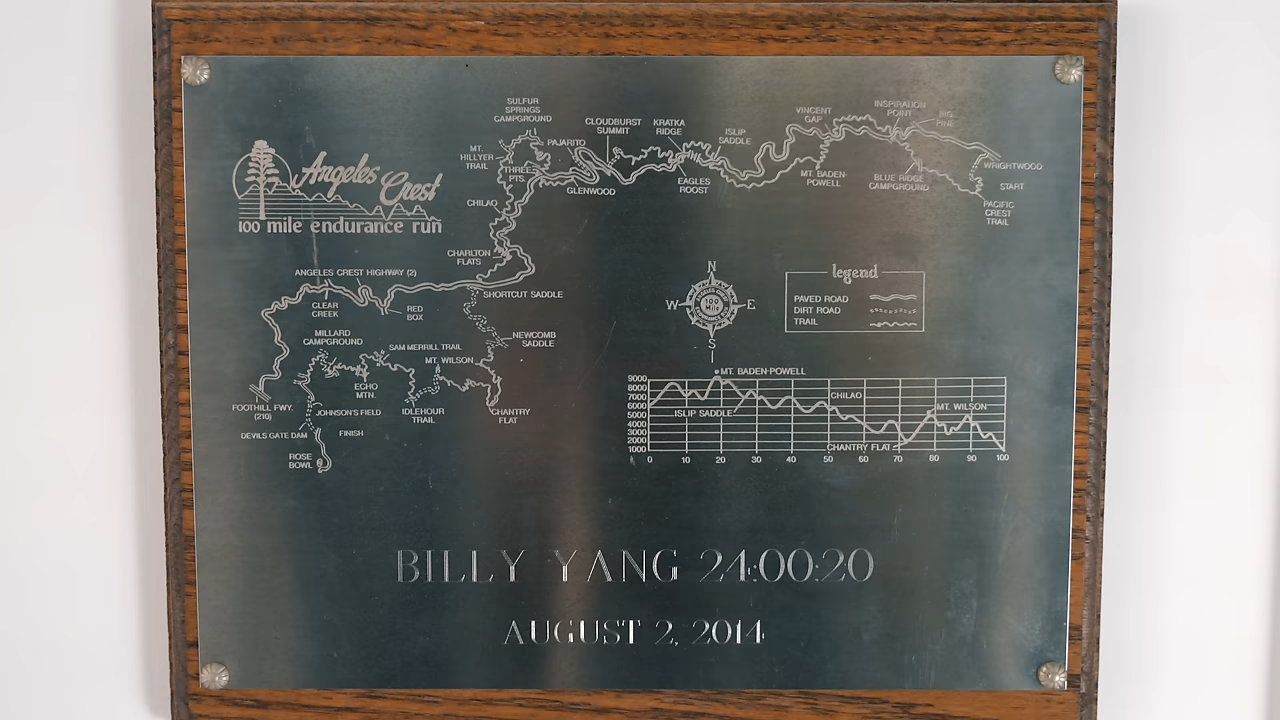 SULFUR
SPRINGS
CAMPGROUND
MT.
HILLYER
TRAIL
THREE
PTS.
PAJARITO
CLOUDBURST
SUMMIT
KRATKA
RIDGE
ISLIP
SADDLE
VINCENT
GAP
INSPIRATION
POINT
BIG
PINE
WRIGHTWOOD
START
PACIFIC
CREST
TRAIL
BLUE RIDGE
CAMPGROUND
MT. BADEN-
POWELL
EAGLES
ROOST
GLENWOOD
CHILAO
Angeles Crest
100 mile endurance run
CHARLTON
FLATS
ANGELES CREST HIGHWAY (2)
CLEAR
CREEK
RED
BOX
SHORTCUT SADDLE
NEWCOMB
SADDLE
MILLARD
CAMPGROUND
SAM MERRILL TRAIL
MT. WILSON
ECHO
MTN.
FOOTHILL FWY.
(210)
JOHNSON'S FIELD
IDLEHOUR
TRAIL
CHANTRY
FLAT
DEVILS GATE DAM
FINISH
ROSE
BOWL
N
W
E
S
ANGELES CREST
100
MILE
ENDURANCE RUN
legend
PAVED ROAD
DIRT ROAD
TRAIL
MT. BADEN-POWELL
9000
8000
7000
6000
5000
4000
3000
2000
1000
ISLIP SADDLE
CHILAO
MT. WILSON
CHANTRY FLAT
0 10 20 30 40 50 60 70 80 90 100
BILLY YANG 24:00:20
AUGUST 2, 2014